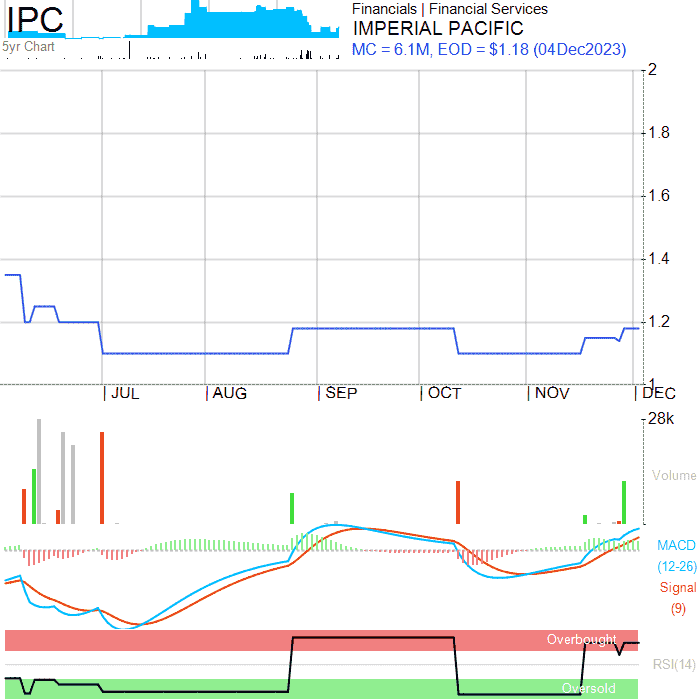 IPC
Financials | Financial Services
IMPERIAL PACIFIC
5yr Chart
MC = 6.1M, EOD = $1.18 (04Dec2023)
2
1.8
1.6
1.4
1.2
1
JUL AUG SEP OCT NOV DEC
28k
Volume
MACD
(12-26)
Signal
(9)
Overbought
RSI(14)
Oversold